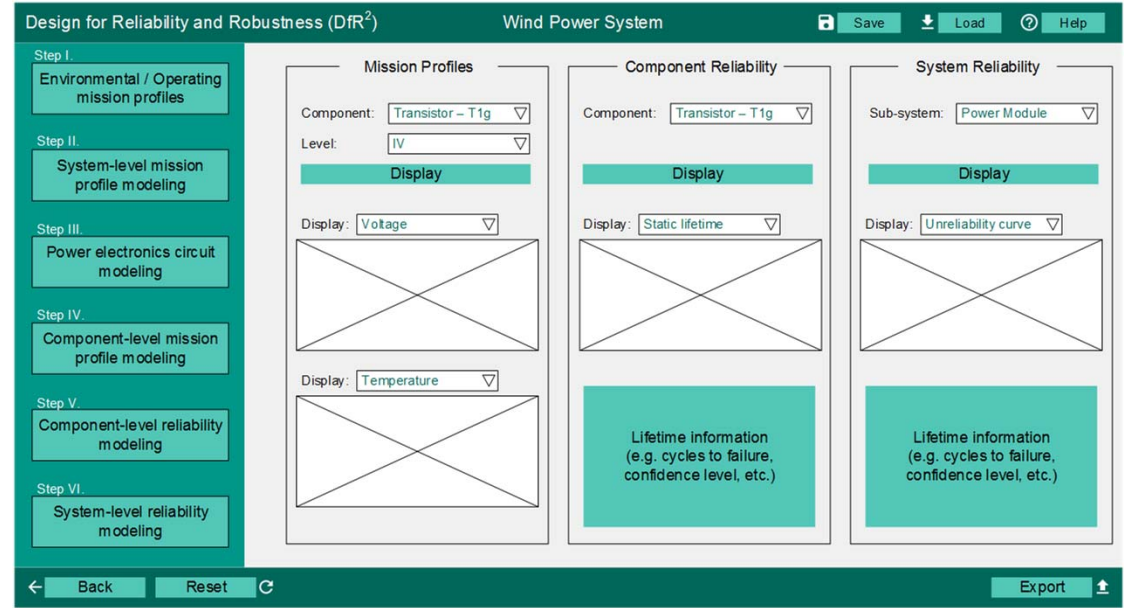 Design for Reliability and Robustness (DfR²)
Wind Power System
Save
Load
Help
Step I.
Environmental / Operating
mission profiles
Step II.
System-level mission
profile modeling
Step III.
Power electronics circuit
modeling
Step IV.
Component-level mission
profile modeling
Step V.
Component-level reliability
modeling
Step VI.
System-level reliability
modeling
Mission Profiles
Component: Transistor – T1g
Level: IV
Display
Display: Voltage
Display: Temperature
Component Reliability
Component: Transistor – T1g
Display
Display: Static lifetime
Lifetime information
(e.g. cycles to failure,
confidence level, etc.)
System Reliability
Sub-system: Power Module
Display
Display: Unreliability curve
Lifetime information
(e.g. cycles to failure,
confidence level, etc.)
Back
Reset
Export